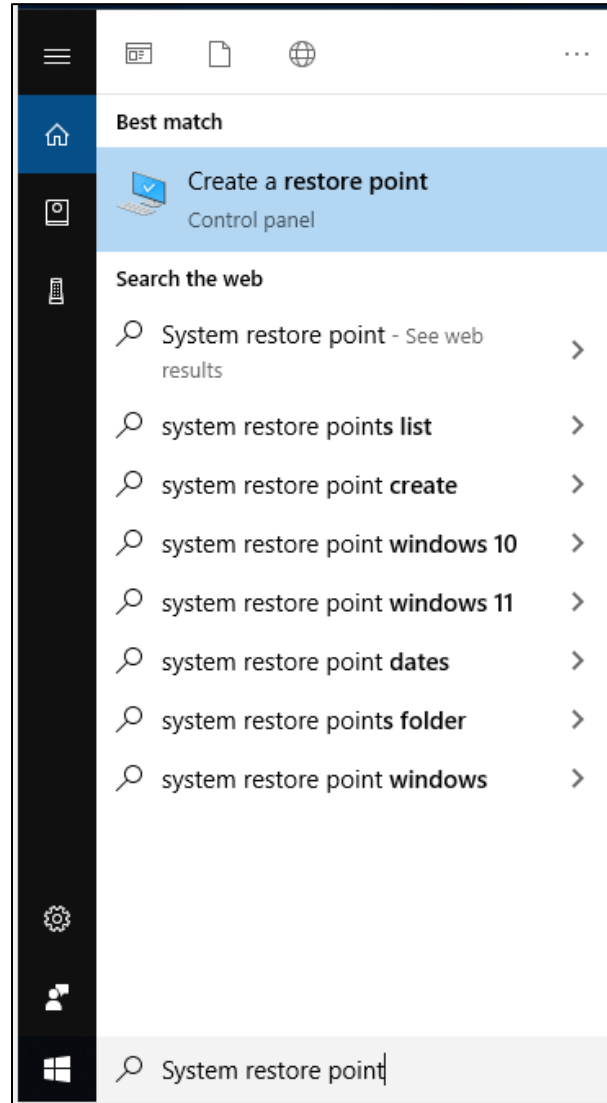 Best match
Create a restore point
Control panel
Search the web
System restore point - See web
results
system restore points list
system restore point create
system restore point windows 10
system restore point windows 11
system restore point dates
system restore points folder
system restore point windows
System restore point